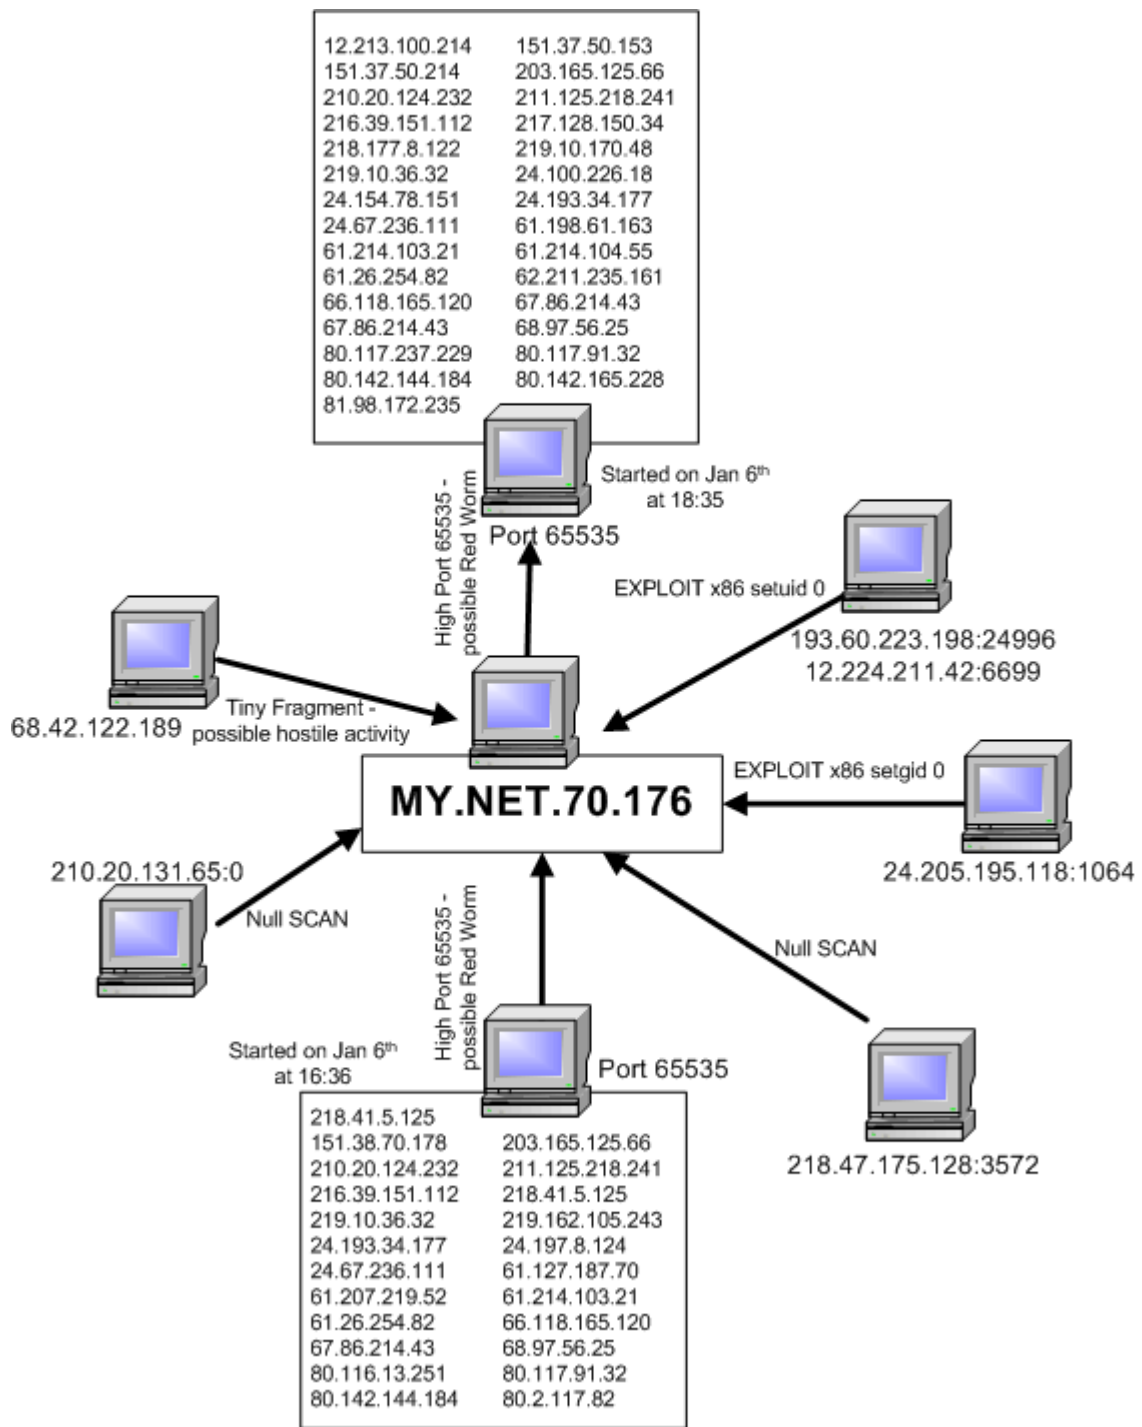 12.213.100.214 151.37.50.153
151.37.50.214 203.165.125.66
210.20.124.232 211.125.218.241
216.39.151.112 217.128.150.34
218.177.8.122 219.10.170.48
219.10.36.32 24.100.226.18
24.154.78.151 24.193.34.177
24.67.236.111 61.198.61.163
61.214.103.21 61.214.104.55
61.26.254.82 62.211.235.161
66.118.165.120 67.86.214.43
67.86.214.43 68.97.56.25
80.117.237.229 80.117.91.32
80.142.144.184 80.142.165.228
81.98.172.235
Started on Jan 6th
at 18:35
Port 65535
High Port 65535 -
possible Red Worm
EXPLOIT x86 setuid 0
193.60.223.198:24996
12.224.211.42:6699
68.42.122.189
Tiny Fragment -
possible hostile activity
EXPLOIT x86 setgid 0
MY.NET.70.176
24.205.195.118:1064
210.20.131.65:0
Null SCAN
High Port 65535 -
possible Red Worm
Null SCAN
Started on Jan 6th
at 16:36
Port 65535
218.47.175.128:3572
218.41.5.125
151.38.70.178 203.165.125.66
210.20.124.232 211.125.218.241
216.39.151.112 218.41.5.125
219.10.36.32 219.162.105.243
24.193.34.177 24.197.8.124
24.67.236.111 61.127.187.70
61.207.219.52 61.214.103.21
61.26.254.82 66.118.165.120
67.86.214.43 68.97.56.25
80.116.13.251 80.117.91.32
80.142.144.184 80.2.117.82